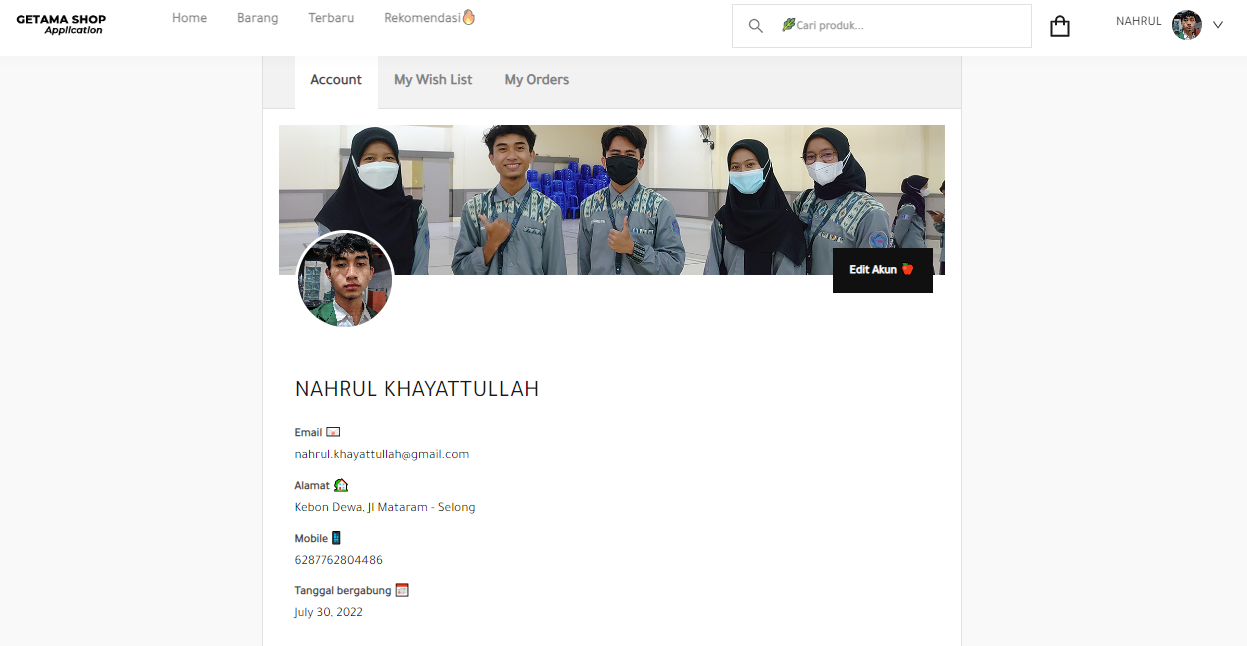 GETAMA SHOP
Application
Home Barang Terbaru Rekomendasi
Cari produk...
NAHRUL
Account My Wish List My Orders
Edit Akun
NAHRUL KHAYATTULLAH
Email
nahrul.khayattullah@gmail.com
Alamat
Kebon Dewa, Jl Mataram - Selong
Mobile
6287762804486
Tanggal bergabung
July 30, 2022